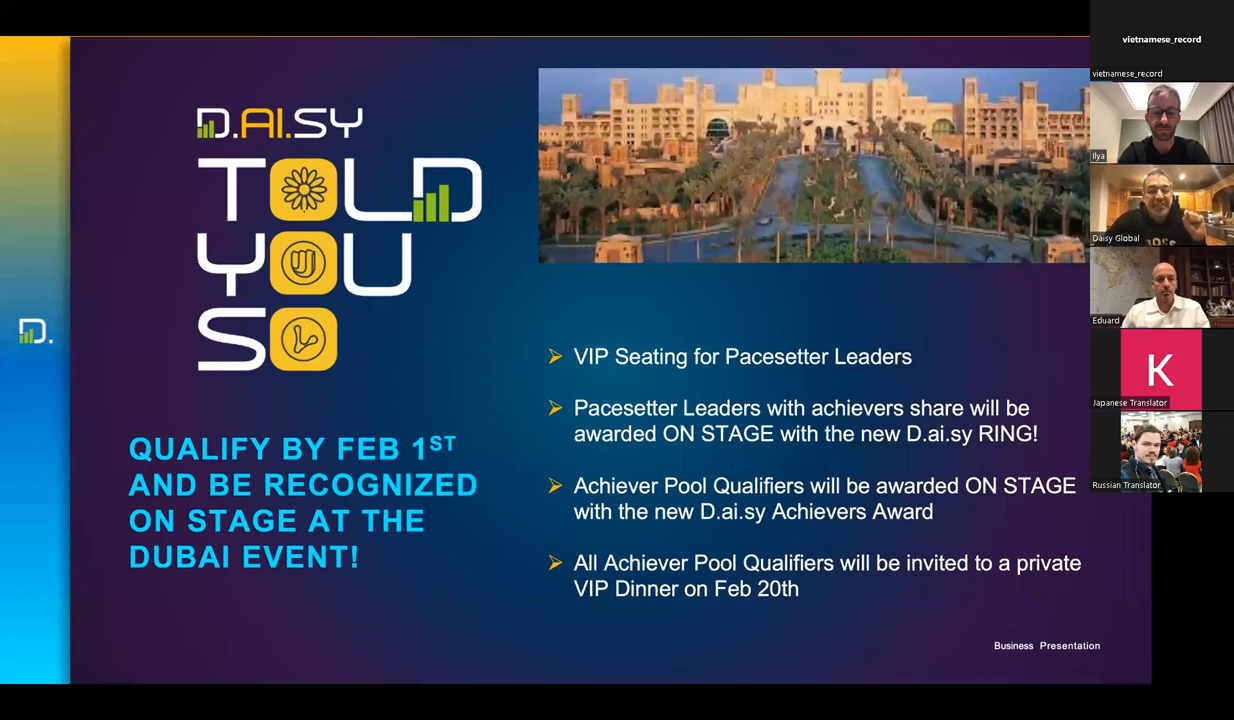 D.AI.SY
TOLD
YOU
SO
QUALIFY BY FEB 1ST
AND BE RECOGNIZED
ON STAGE AT THE
DUBAI EVENT!
D.
➢ VIP Seating for Pacesetter Leaders
➢ Pacesetter Leaders with achievers share will be
awarded ON STAGE with the new D.ai.sy RING!
➢ Achiever Pool Qualifiers will be awarded ON STAGE
with the new D.ai.sy Achievers Award
➢ All Achiever Pool Qualifiers will be invited to a private
VIP Dinner on Feb 20th
Business Presentation
vietnamese_record
vietnamese_record
Ilya
Daisy Global
Eduard
K
Japanese Translator
Russian Translator